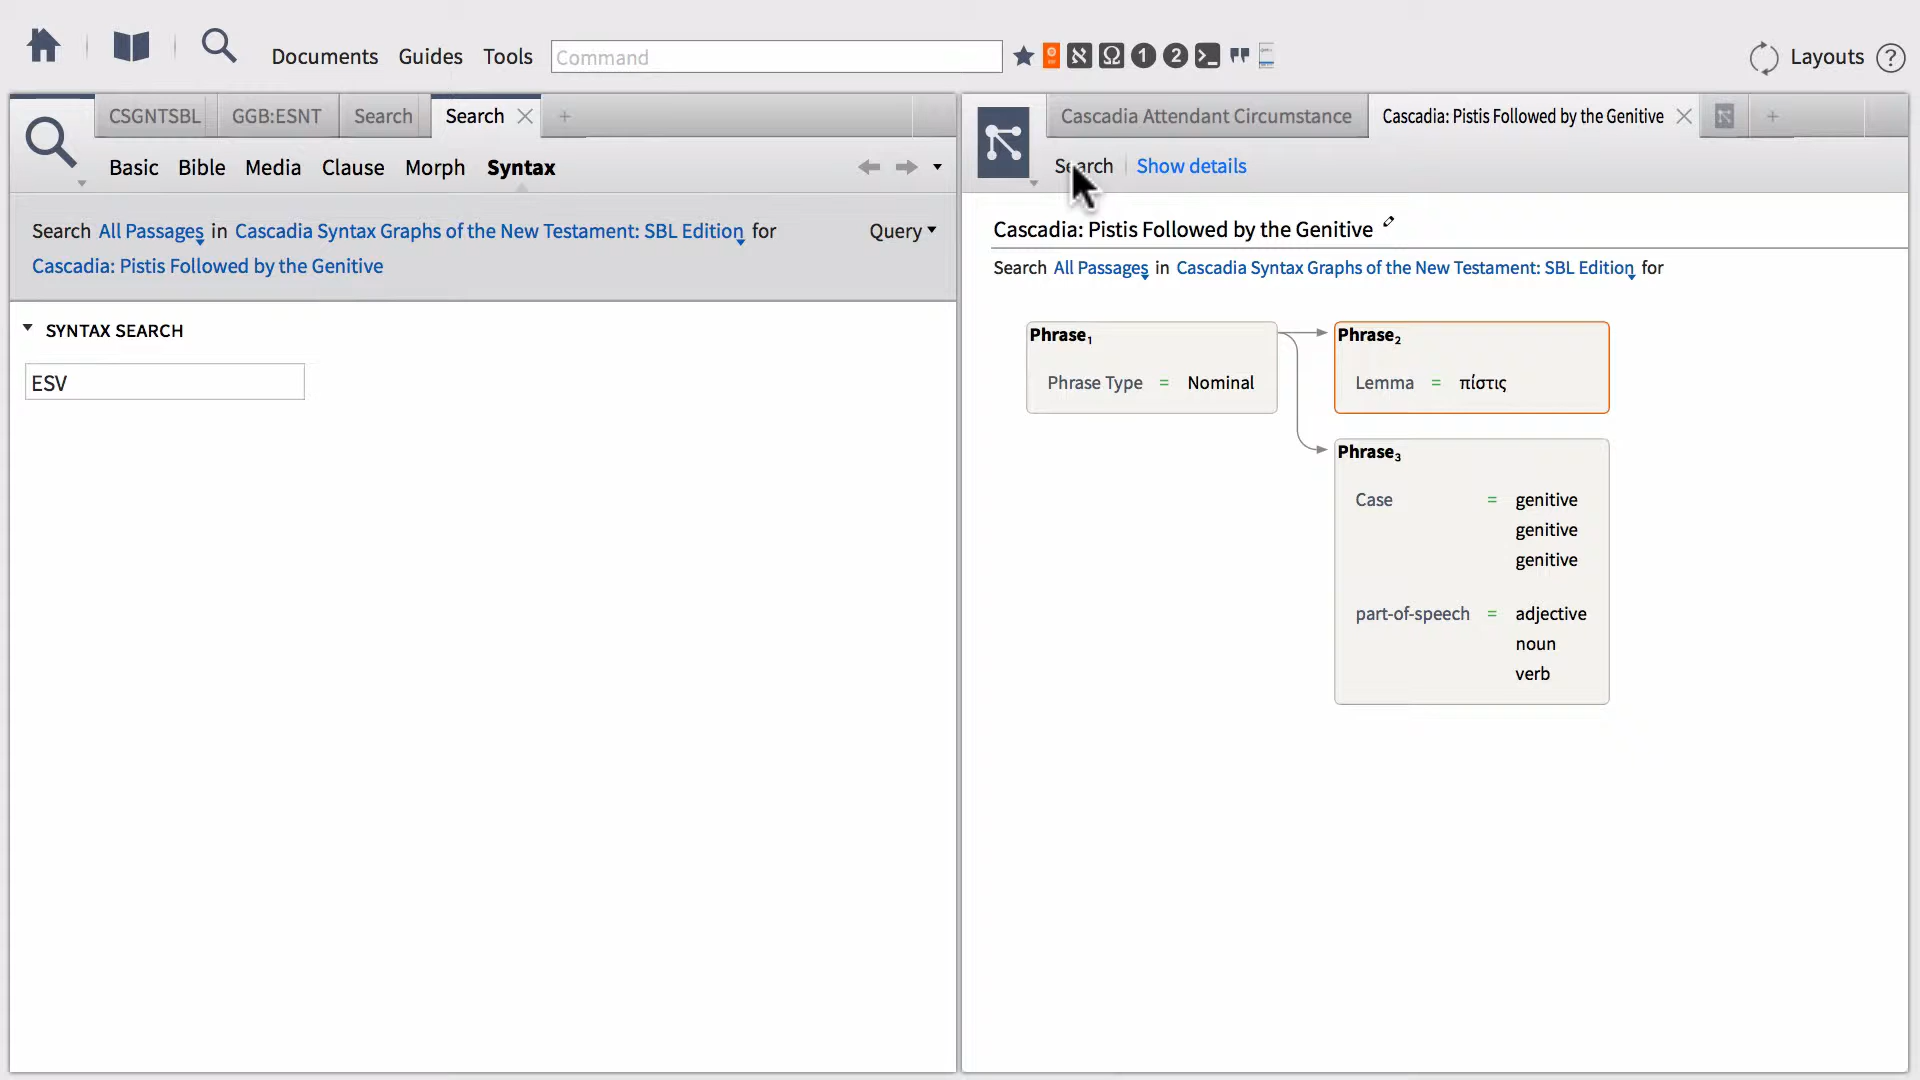 Documents Guides Tools Command Layouts
CSGNTSBL GGB:ESNT Search Search
Basic Bible Media Clause Morph Syntax
Search All Passages in Cascadia Syntax Graphs of the New Testament: SBL Edition for Query
Cascadia: Pistis Followed by the Genitive
SYNTAX SEARCH
ESV
Cascadia Attendant Circumstance Cascadia: Pistis Followed by the Genitive
Search Show details
Cascadia: Pistis Followed by the Genitive
Search All Passages in Cascadia Syntax Graphs of the New Testament: SBL Edition for
Phrase1
Phrase Type = Nominal
Phrase2
Lemma = πίστις
Phrase3
Case = genitive
genitive
genitive
part-of-speech = adjective
noun
verb